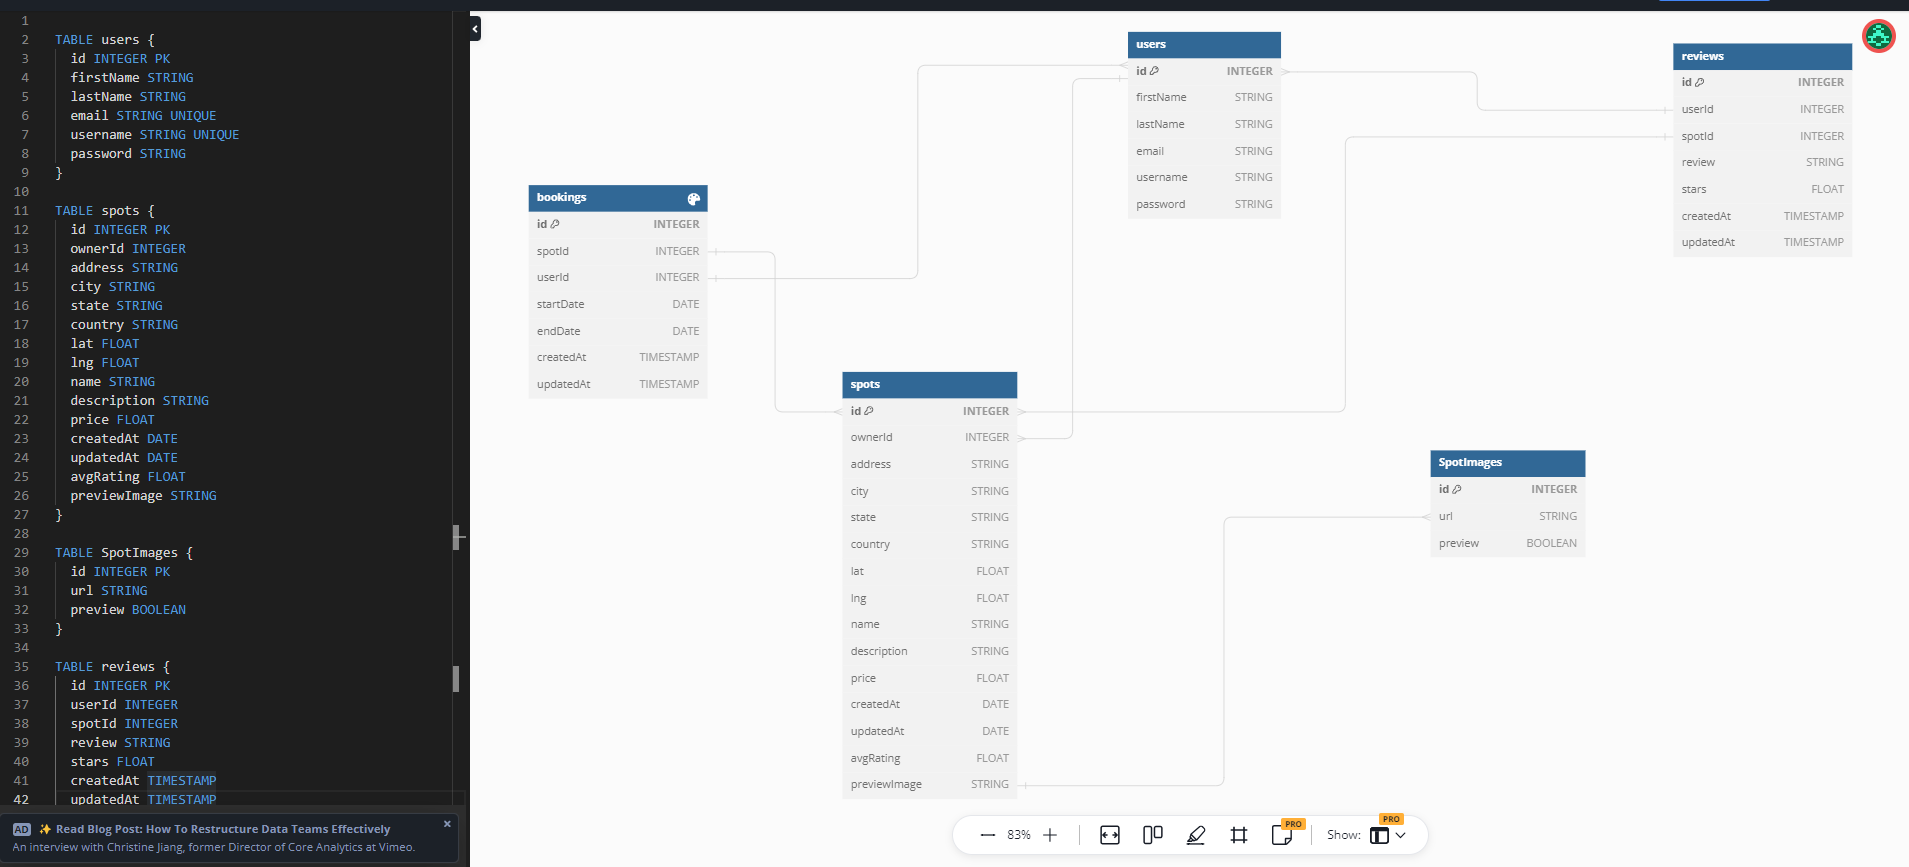 1
2 TABLE users {
3 id INTEGER PK
4 firstName STRING
5 lastName STRING
6 email STRING UNIQUE
7 username STRING UNIQUE
8 password STRING
9 }
10
11 TABLE spots {
12 id INTEGER PK
13 ownerId INTEGER
14 address STRING
15 city STRING
16 state STRING
17 country STRING
18 lat FLOAT
19 lng FLOAT
20 name STRING
21 description STRING
22 price FLOAT
23 createdAt DATE
24 updatedAt DATE
25 avgRating FLOAT
26 previewImage STRING
27 }
28
29 TABLE SpotImages {
30 id INTEGER PK
31 url STRING
32 preview BOOLEAN
33 }
34
35 TABLE reviews {
36 id INTEGER PK
37 userId INTEGER
38 spotId INTEGER
39 review STRING
40 stars FLOAT
41 createdAt TIMESTAMP
42 updatedAt TIMESTAMP
AD ✨ Read Blog Post: How To Restructure Data Teams Effectively
An interview with Christine Jiang, former Director of Core Analytics at Vimeo.
bookings
id INTEGER
spotId INTEGER
userId INTEGER
startDate DATE
endDate DATE
createdAt TIMESTAMP
updatedAt TIMESTAMP
users
id INTEGER
firstName STRING
lastName STRING
email STRING
username STRING
password STRING
reviews
id INTEGER
userId INTEGER
spotId INTEGER
review STRING
stars FLOAT
createdAt TIMESTAMP
updatedAt TIMESTAMP
spots
id INTEGER
ownerId INTEGER
address STRING
city STRING
state STRING
country STRING
lat FLOAT
lng FLOAT
name STRING
description STRING
price FLOAT
createdAt DATE
updatedAt DATE
avgRating FLOAT
previewImage STRING
SpotImages
id INTEGER
url STRING
preview BOOLEAN
83%
PRO
Show:
PRO